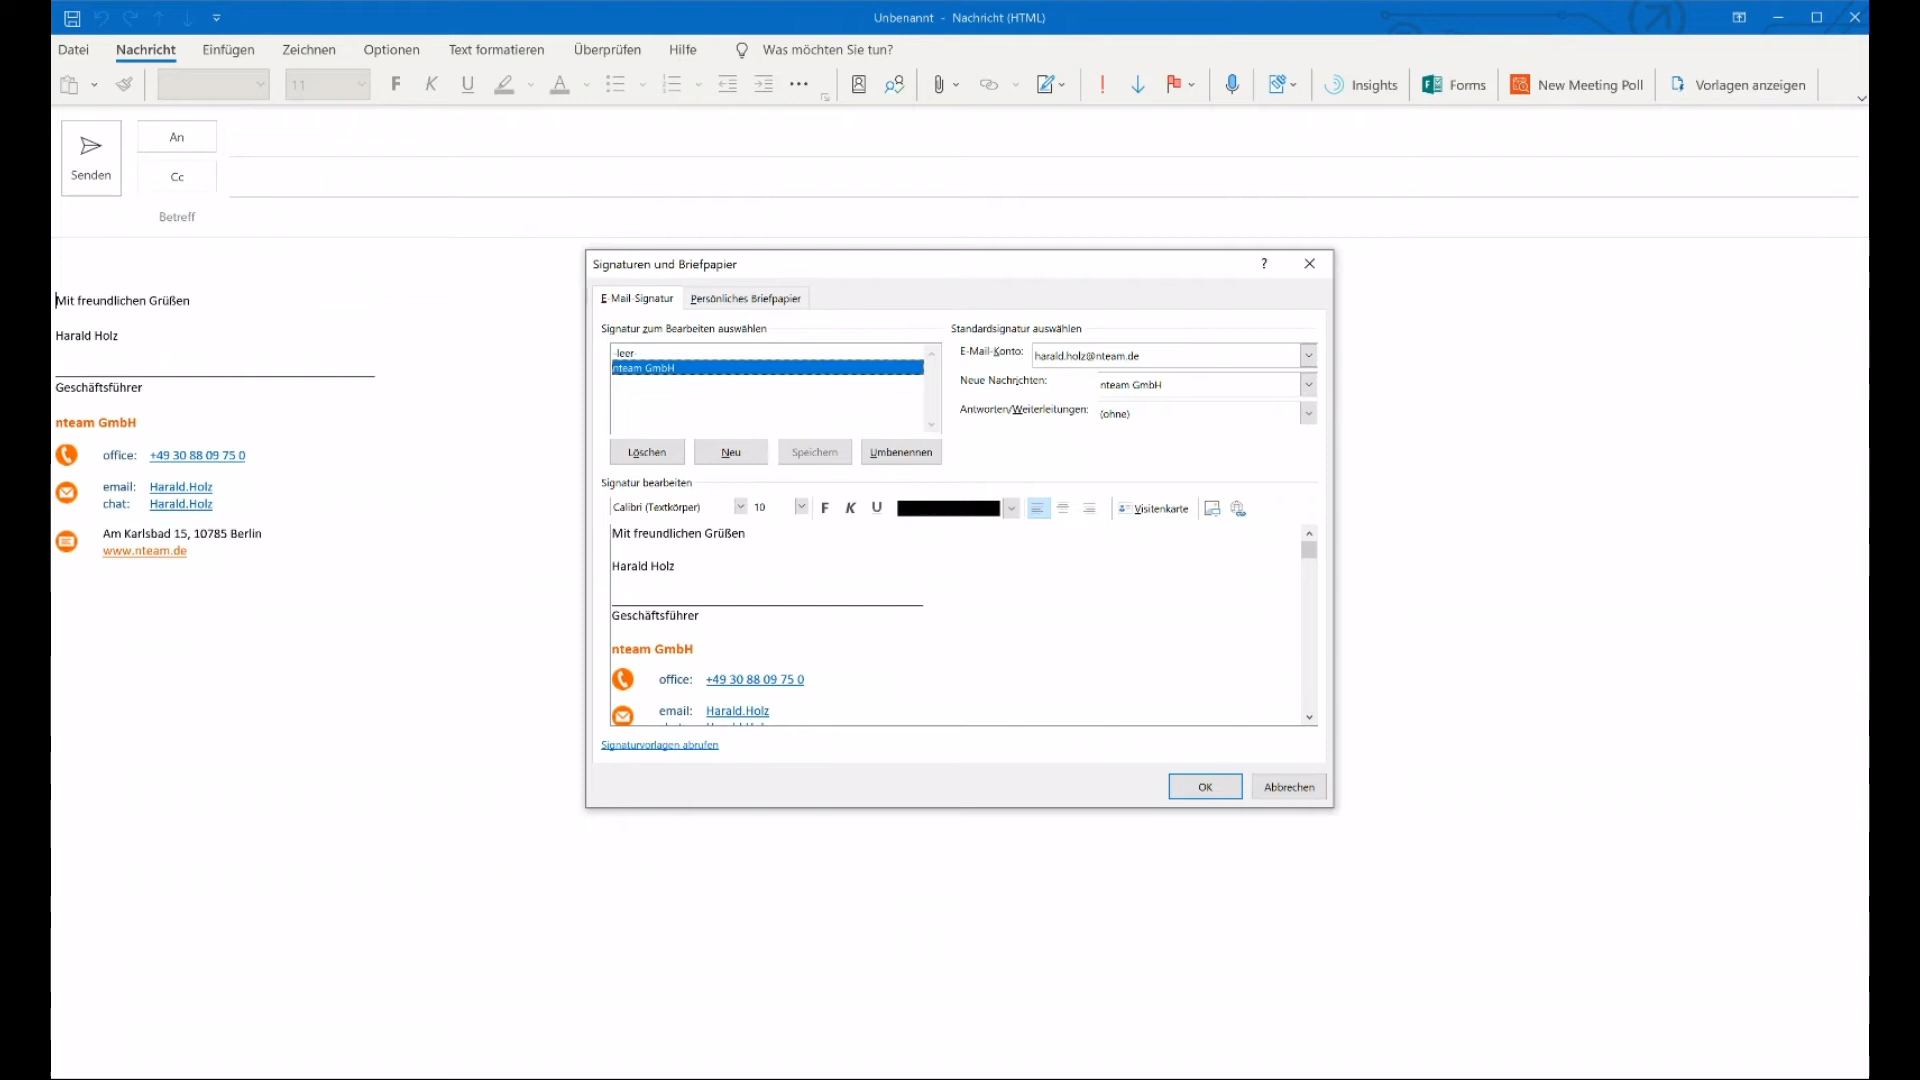 Unbenannt - Nachricht (HTML)
Datei Nachricht Einfügen Zeichnen Optionen Text formatieren Überprüfen Hilfe Was möchten Sie tun?
11 F K U A Insights Forms New Meeting Poll Vorlagen anzeigen
Senden
An
Cc
Betreff
Mit freundlichen Grüßen
Harald Holz
Geschäftsführer
nteam GmbH
office: +49 30 88 09 75 0
email: Harald.Holz
chat: Harald.Holz
Am Karlsbad 15, 10785 Berlin
www.nteam.de
Signaturen und Briefpapier ?
E-Mail-Signatur Persönliches Briefpapier
Signatur zum Bearbeiten auswählen
-leer-
nteam GmbH
Löschen Neu Speichern Umbenennen
Standardsignatur auswählen
E-Mail-Konto: harald.holz@nteam.de
Neue Nachrichten: nteam GmbH
Antworten/Weiterleitungen: (ohne)
Signatur bearbeiten
Calibri (Textkörper) 10 F K U Visitenkarte
Mit freundlichen Grüßen
Harald Holz
Geschäftsführer
nteam GmbH
office: +49 30 88 09 75 0
email: Harald.Holz
Signaturvorlagen abrufen
OK Abbrechen